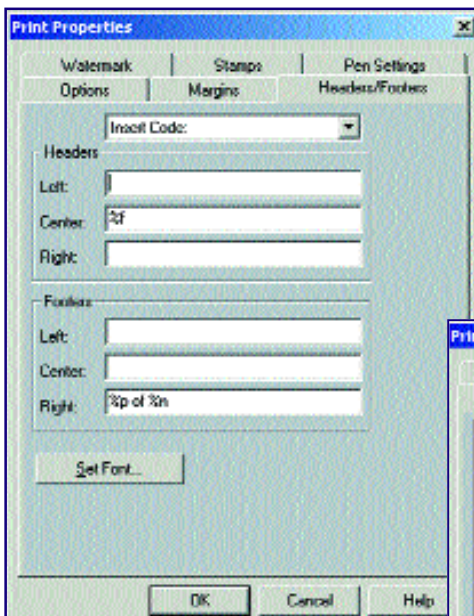 Print Properties
Watermark Stamps Pen Settings
Options Margins Headers/Footers
Insert Code:
Headers
Left:
Center: %f
Right:
Footers
Left:
Center:
Right: %p of %n
Set Font...
OK Cancel Help